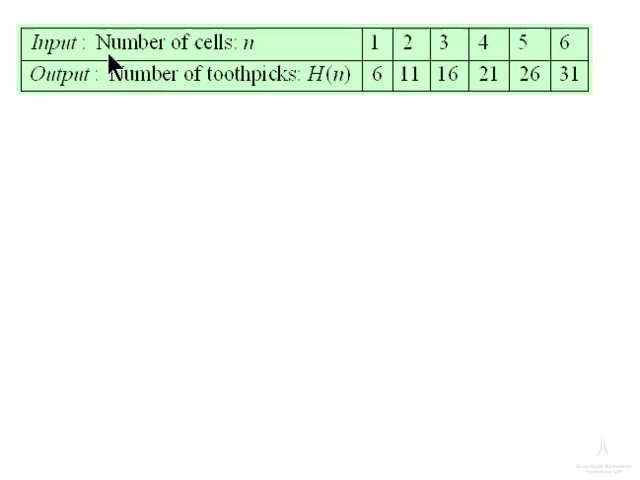 Input : Number of cells: n 1 2 3 4 5 6
Output : Number of toothpicks: H(n) 6 11 16 21 26 31